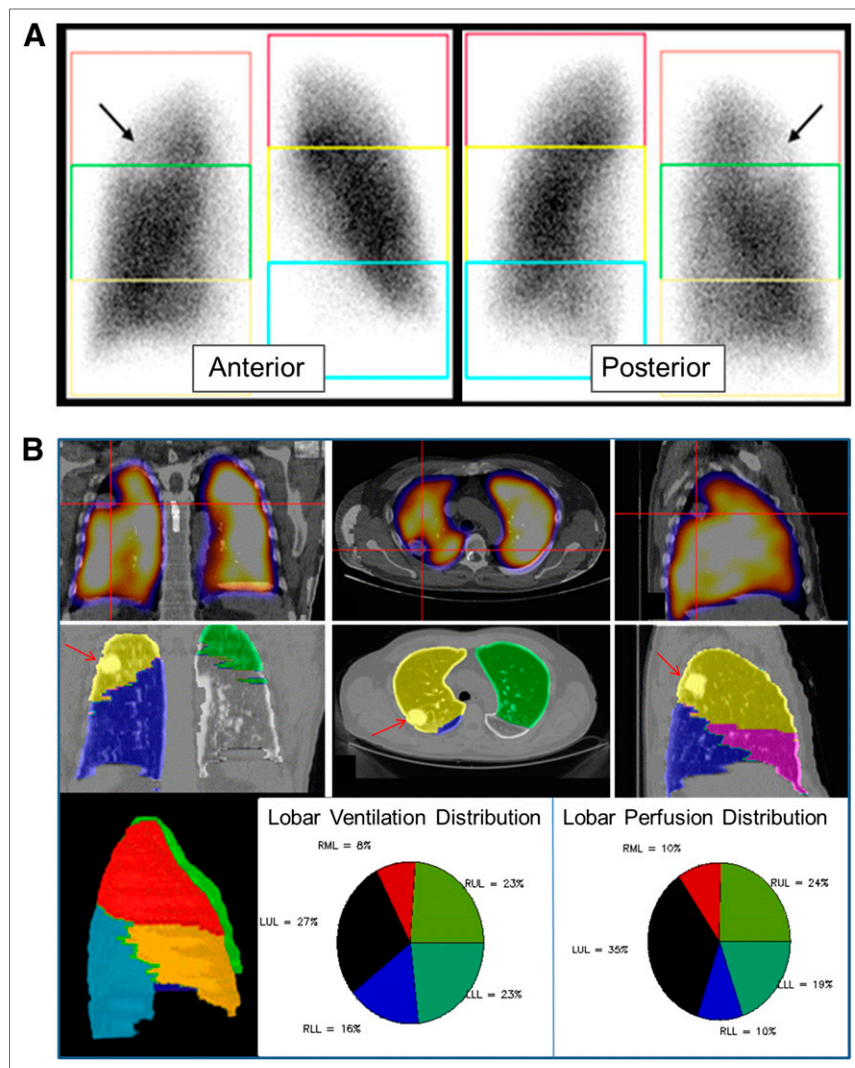 A
Anterior
Posterior
B
Lobar Ventilation Distribution
RML = 8%
RUL = 23%
LUL = 27%
LLL = 23%
RLL = 16%
Lobar Perfusion Distribution
RML = 10%
RUL = 24%
LUL = 35%
LLL = 19%
RLL = 10%